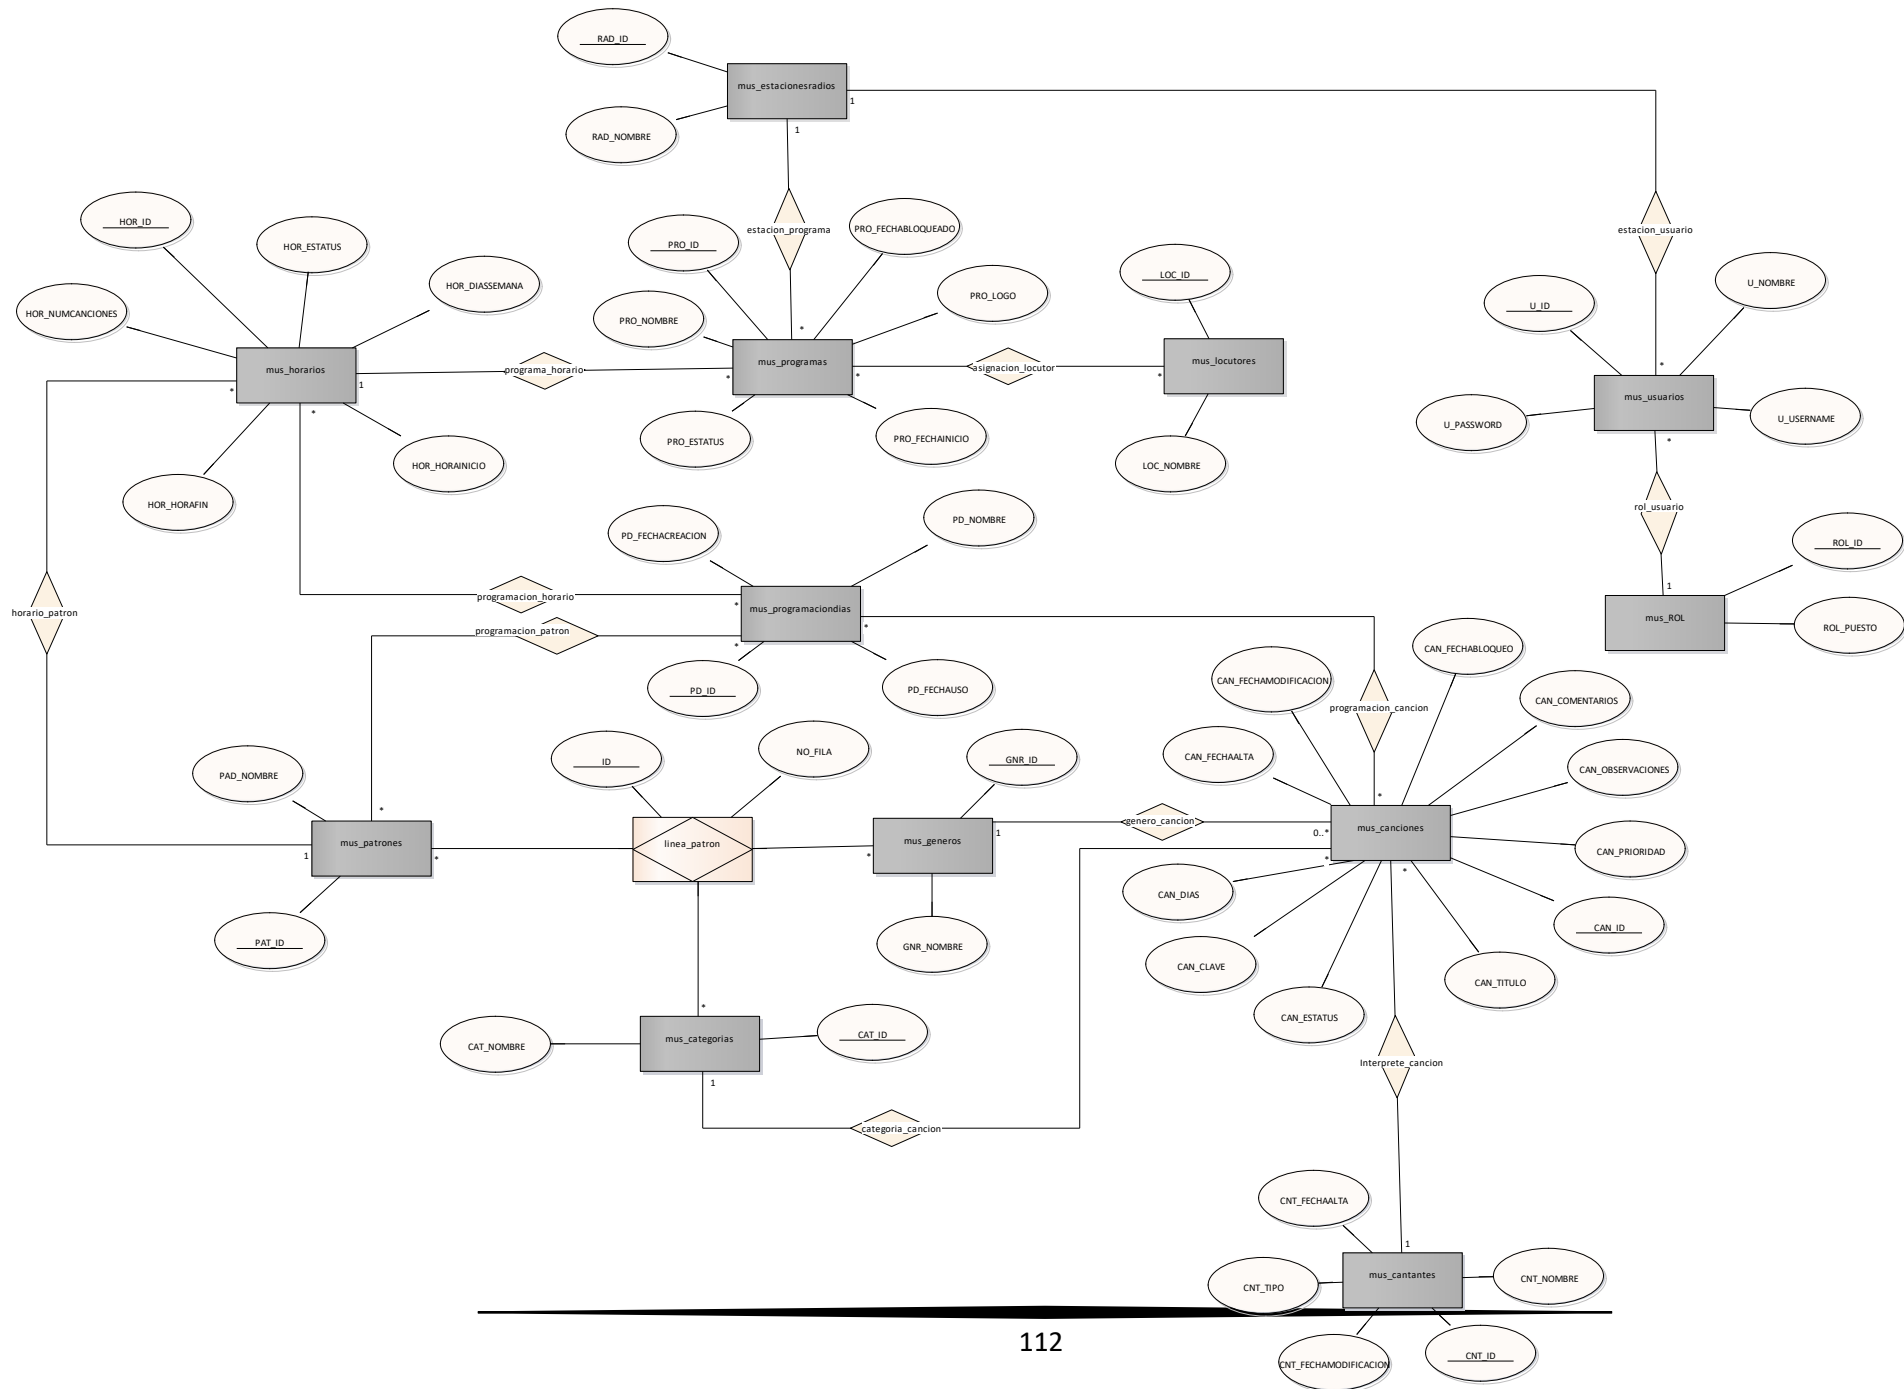 RAD_ID
mus_estacionesradios
1
1
RAD_NOMBRE
estacion_programa
estacion_usuario
HOR_ID
HOR_ESTATUS
HOR_DIASSEMANA
HOR_NUMCANCIONES
PRO_ID
PRO_FECHABLOQUEADO
PRO_LOGO
PRO_NOMBRE
LOC_ID
U_ID
U_NOMBRE
*
*
mus_horarios
*
1
*
programa_horario
mus_programas
*
*
asignacion_locutor
mus_locutores
*
mus_usuarios
*
U_PASSWORD
U_USERNAME
PRO_ESTATUS
PRO_FECHAINICIO
HOR_HORAINICIO
HOR_HORAFIN
LOC_NOMBRE
rol_usuario
PD_FECHACREACION
PD_NOMBRE
ROL_ID
1
mus_ROL
ROL_PUESTO
horario_patron
programacion_horario
*
mus_programaciondias
*
programacion_patron
*
PD_ID
PD_FECHAUSO
CAN_FECHAMODIFICACION
CAN_FECHABLOQUEO
CAN_COMENTARIOS
programacion_cancion
CAN_FECHAALTA
CAN_OBSERVACIONES
PAD_NOMBRE
ID
NO_FILA
GNR_ID
*
*
1
mus_patrones
*
linea_patron
*
mus_generos
1
genero_cancion
0..*
*
mus_canciones
*
CAN_PRIORIDAD
CAN_DIAS
CAN_ID
PAT_ID
GNR_NOMBRE
CAN_CLAVE
CAN_TITULO
CAN_ESTATUS
*
CAT_NOMBRE
mus_categorias
CAT_ID
1
Interprete_cancion
categoria_cancion
CNT_FECHAALTA
1
mus_cantantes
CNT_TIPO
CNT_NOMBRE
CNT_FECHAMODIFICACION
CNT_ID
112